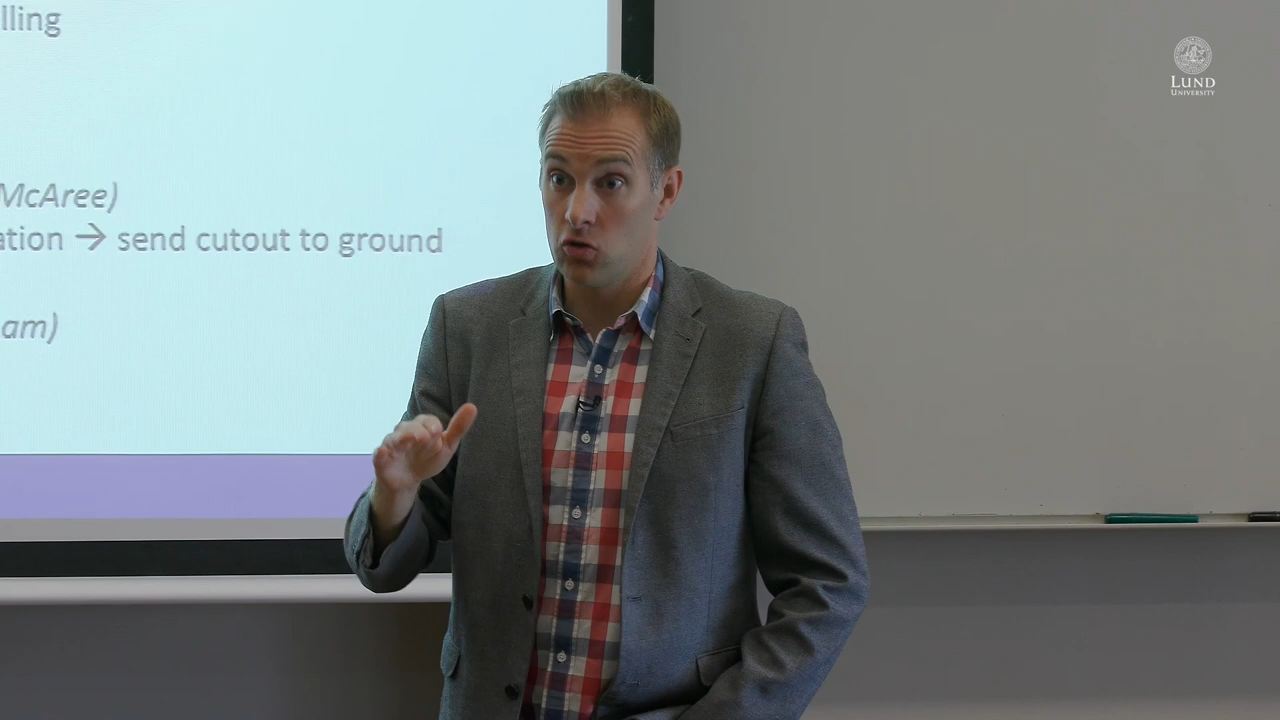 lling
McAree)
ation → send cutout to ground
am)
LUND
UNIVERSITY